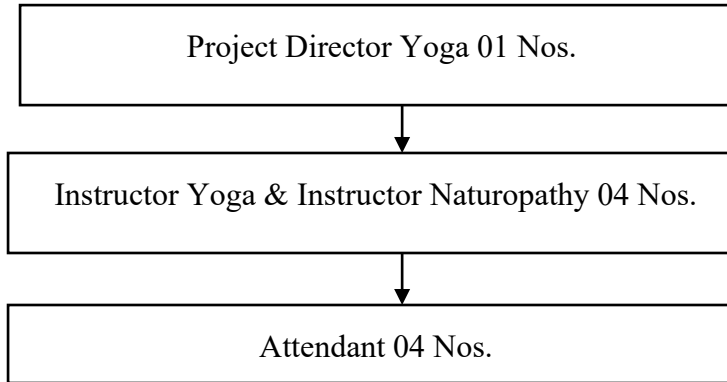 Project Director Yoga 01 Nos.
Instructor Yoga & Instructor Naturopathy 04 Nos.
Attendant 04 Nos.